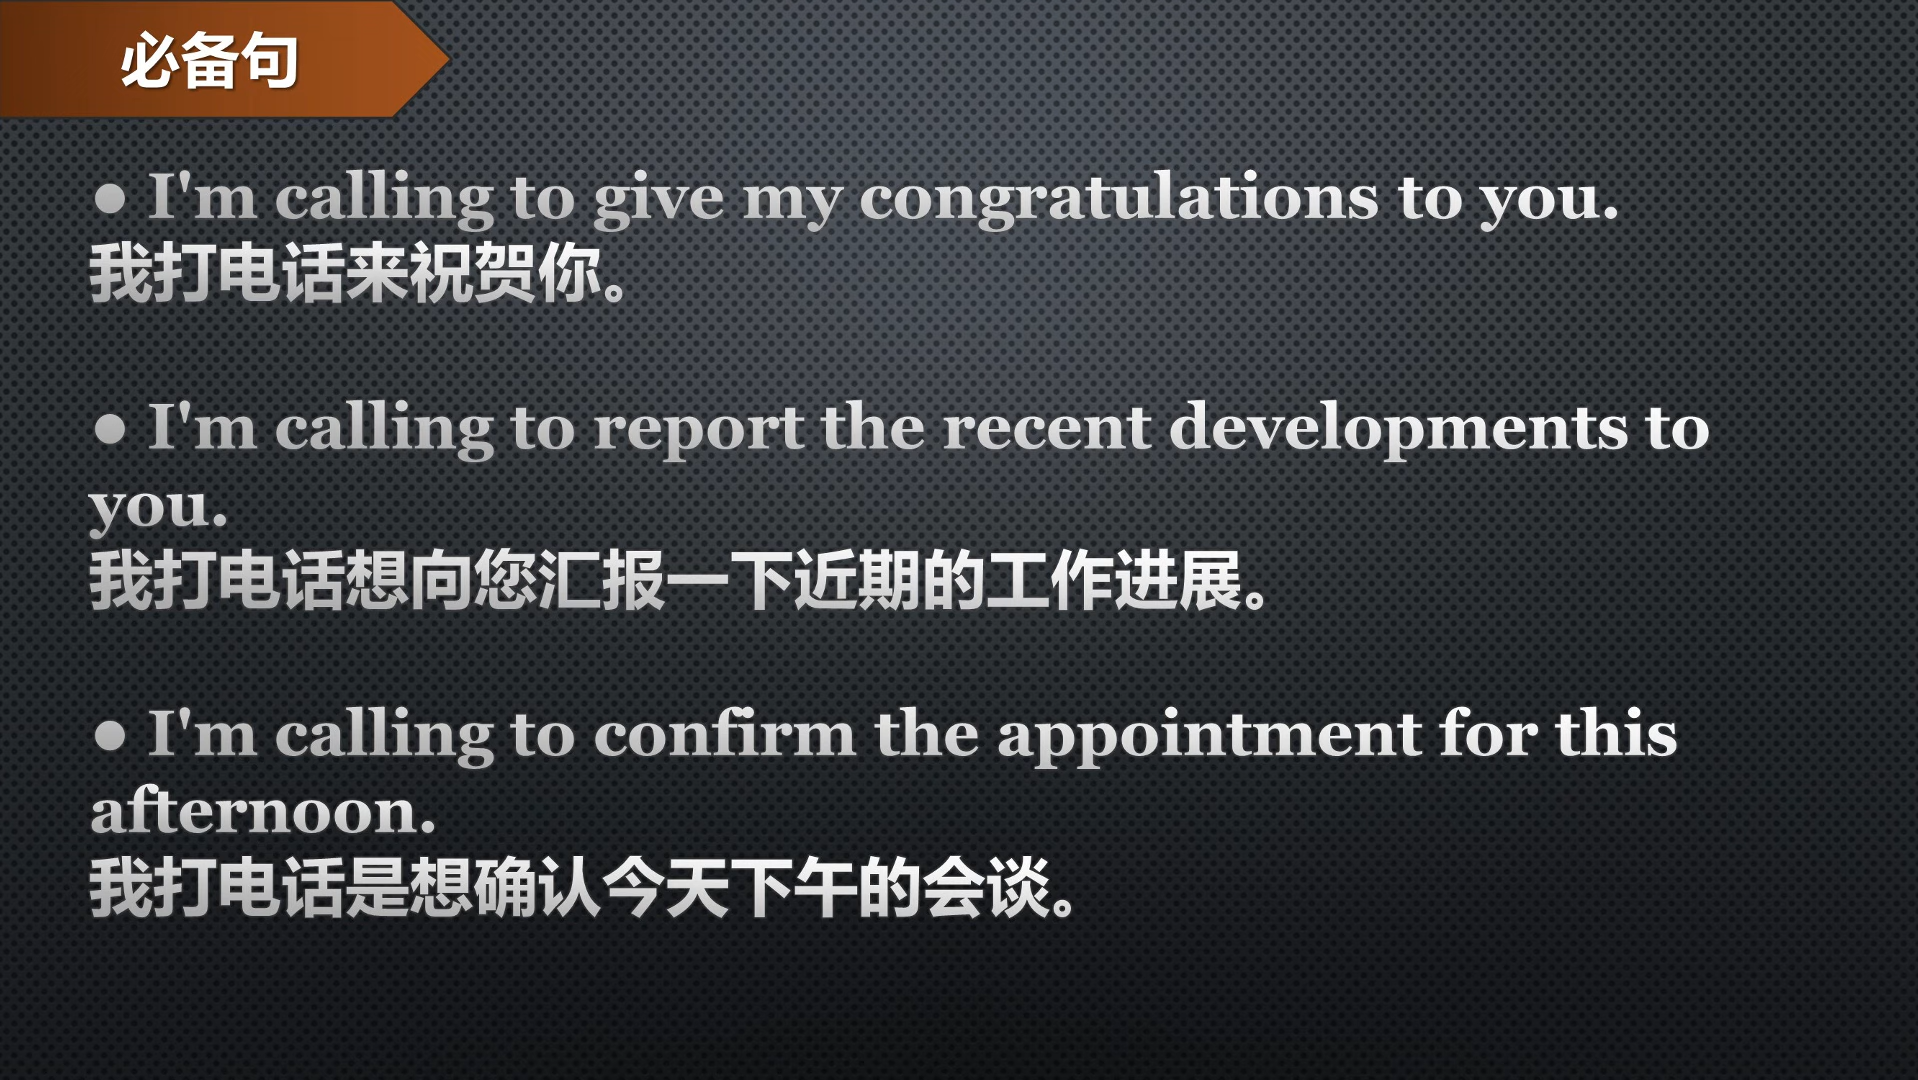 必备句
● I'm calling to give my congratulations to you.
我打电话来祝贺你。
● I'm calling to report the recent developments to
you.
我打电话想向您汇报一下近期的工作进展。
● I'm calling to confirm the appointment for this
afternoon.
我打电话是想确认今天下午的会谈。